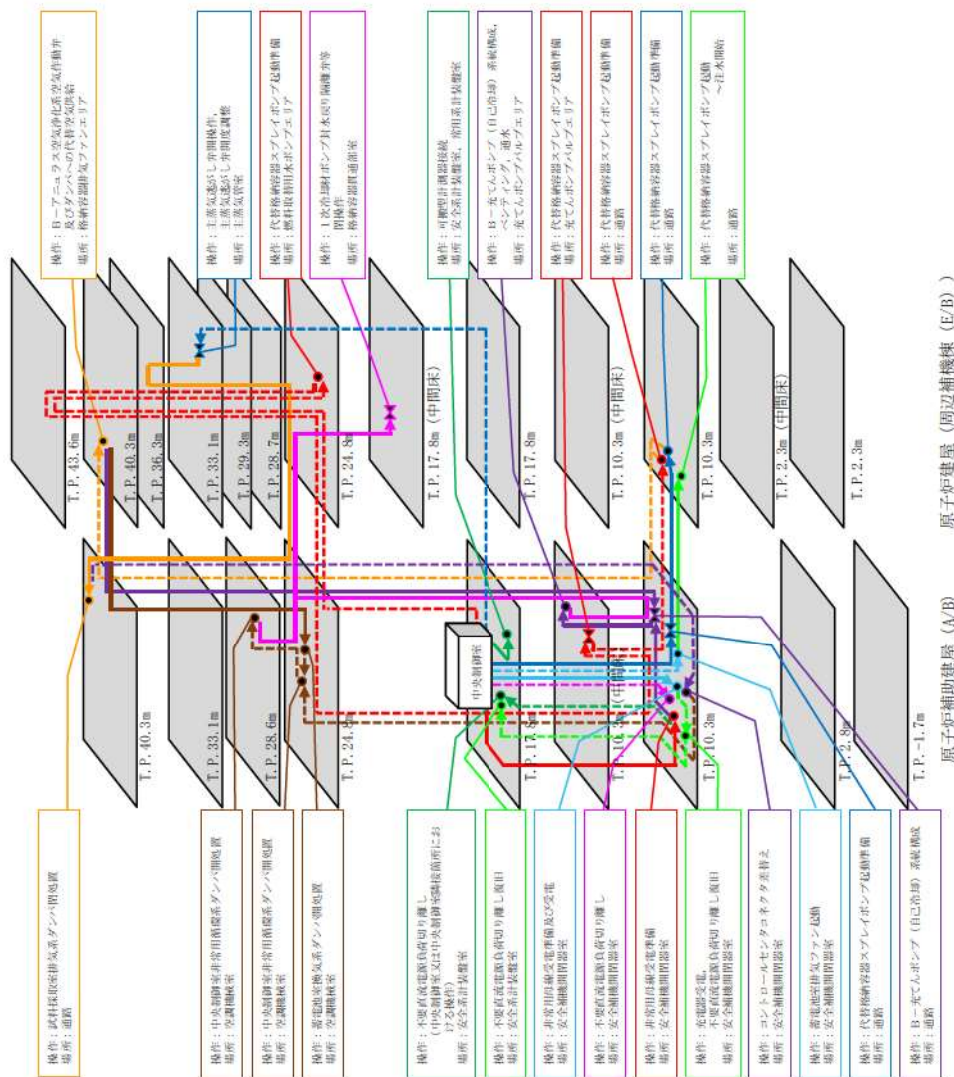 操作：B－アニュラス空気浄化系空気作動弁
及びダンパへの代替空気供給
場所：格納容器排気ファンエリア
操作：主蒸気逃がし弁開操作，
主蒸気逃がし弁開度調整
場所：主蒸気管室
操作：代替格納容器スプレイポンプ起動準備
場所：燃料取替用水ポンプエリア
操作：1次冷却材ポンプ封水戻り隔離弁等
閉操作
場所：格納容器貫通部室
操作：可搬型計測器接続
場所：安全系計装盤室，常用系計装盤室
操作：B－充てんポンプ（自己冷却）系統構成，
ベンティング，通水
場所：充てんポンプバルブエリア
操作：代替格納容器スプレイポンプ起動準備
場所：充てんポンプバルブエリア
操作：代替格納容器スプレイポンプ起動準備
場所：通路
操作：代替格納容器スプレイポンプ起動準備
場所：通路
操作：代替格納容器スプレイポンプ起動
～注水開始
場所：通路
T.P. 43.6m
T.P. 40.3m
T.P. 36.3m
T.P. 33.1m
T.P. 29.3m
T.P. 28.7m
T.P. 24.8m
T.P. 17.8m (中間床)
T.P. 17.8m
T.P. 10.3m (中間床)
T.P. 10.3m
T.P. 2.3m (中間床)
T.P. 2.3m
原子炉建屋（周辺補機棟（E/B））
中央制御室
T.P. 40.3m
T.P. 33.1m
T.P. 28.6m
T.P. 24.8m
T.P. 17.8m
T.P. 10.3m (中間床)
T.P. 10.3m
T.P. 2.8m
T.P. -1.7m
原子炉補助建屋（A/B）
操作：試料採取室排気系ダンパ閉処置
場所：通路
操作：中央制御室非常用循環系ダンパ開処置
場所：空調機械室
操作：中央制御室非常用循環系ダンパ開処置
場所：空調機械室
操作：蓄電池室換気系ダンパ開処置
場所：空調機械室
操作：不要直流電源負荷切り離し
（中央制御室又は中央制御室隣接箇所にお
ける操作）
場所：安全系計装盤室
操作：不要直流電源負荷切り離し復旧
場所：安全系計装盤室
操作：非常用母線受電準備及び受電
場所：安全補機開閉器室
操作：不要直流電源負荷切り離し
場所：安全補機開閉器室
操作：非常用母線受電準備
場所：安全補機開閉器室
操作：充電器受電，
不要直流電源負荷切り離し復旧
場所：安全補機開閉器室
操作：コントロールセンタコネクタ差替え
場所：安全補機開閉器室
操作：蓄電池室排気ファン起動
場所：安全補機開閉器室
操作：代替格納容器スプレイポンプ起動準備
場所：通路
操作：B－充てんポンプ（自己冷却）系統構成
場所：通路